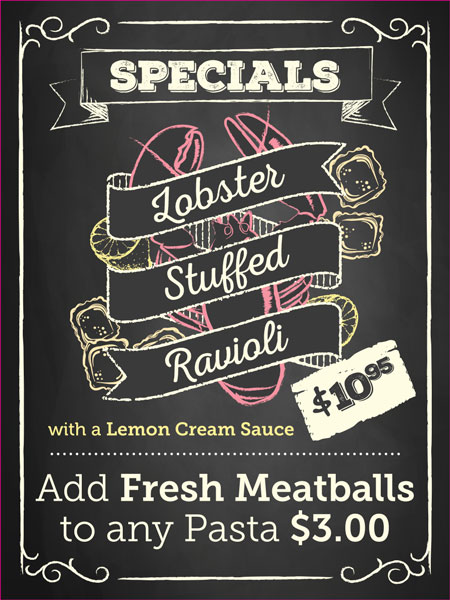 SPECIALS
Lobster
Stuffed
Ravioli
$10.95
with a Lemon Cream Sauce
Add Fresh Meatballs
to any Pasta $3.00